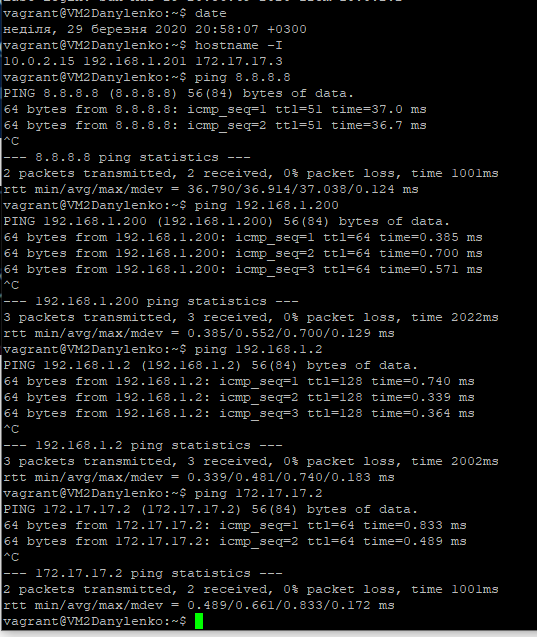 vagrant@VM2Danylenko:~$ date
неділя, 29 березня 2020 20:58:07 +0300
vagrant@VM2Danylenko:~$ hostname -I
10.0.2.15 192.168.1.201 172.17.17.3
vagrant@VM2Danylenko:~$ ping 8.8.8.8
PING 8.8.8.8 (8.8.8.8) 56(84) bytes of data.
64 bytes from 8.8.8.8: icmp_seq=1 ttl=51 time=37.0 ms
64 bytes from 8.8.8.8: icmp_seq=2 ttl=51 time=36.7 ms
^C
--- 8.8.8.8 ping statistics ---
2 packets transmitted, 2 received, 0% packet loss, time 1001ms
rtt min/avg/max/mdev = 36.790/36.914/37.038/0.124 ms
vagrant@VM2Danylenko:~$ ping 192.168.1.200
PING 192.168.1.200 (192.168.1.200) 56(84) bytes of data.
64 bytes from 192.168.1.200: icmp_seq=1 ttl=64 time=0.385 ms
64 bytes from 192.168.1.200: icmp_seq=2 ttl=64 time=0.700 ms
64 bytes from 192.168.1.200: icmp_seq=3 ttl=64 time=0.571 ms
^C
--- 192.168.1.200 ping statistics ---
3 packets transmitted, 3 received, 0% packet loss, time 2022ms
rtt min/avg/max/mdev = 0.385/0.552/0.700/0.129 ms
vagrant@VM2Danylenko:~$ ping 192.168.1.2
PING 192.168.1.2 (192.168.1.2) 56(84) bytes of data.
64 bytes from 192.168.1.2: icmp_seq=1 ttl=128 time=0.740 ms
64 bytes from 192.168.1.2: icmp_seq=2 ttl=128 time=0.339 ms
64 bytes from 192.168.1.2: icmp_seq=3 ttl=128 time=0.364 ms
^C
--- 192.168.1.2 ping statistics ---
3 packets transmitted, 3 received, 0% packet loss, time 2002ms
rtt min/avg/max/mdev = 0.339/0.481/0.740/0.183 ms
vagrant@VM2Danylenko:~$ ping 172.17.17.2
PING 172.17.17.2 (172.17.17.2) 56(84) bytes of data.
64 bytes from 172.17.17.2: icmp_seq=1 ttl=64 time=0.833 ms
64 bytes from 172.17.17.2: icmp_seq=2 ttl=64 time=0.489 ms
^C
--- 172.17.17.2 ping statistics ---
2 packets transmitted, 2 received, 0% packet loss, time 1001ms
rtt min/avg/max/mdev = 0.489/0.661/0.833/0.172 ms
vagrant@VM2Danylenko:~$